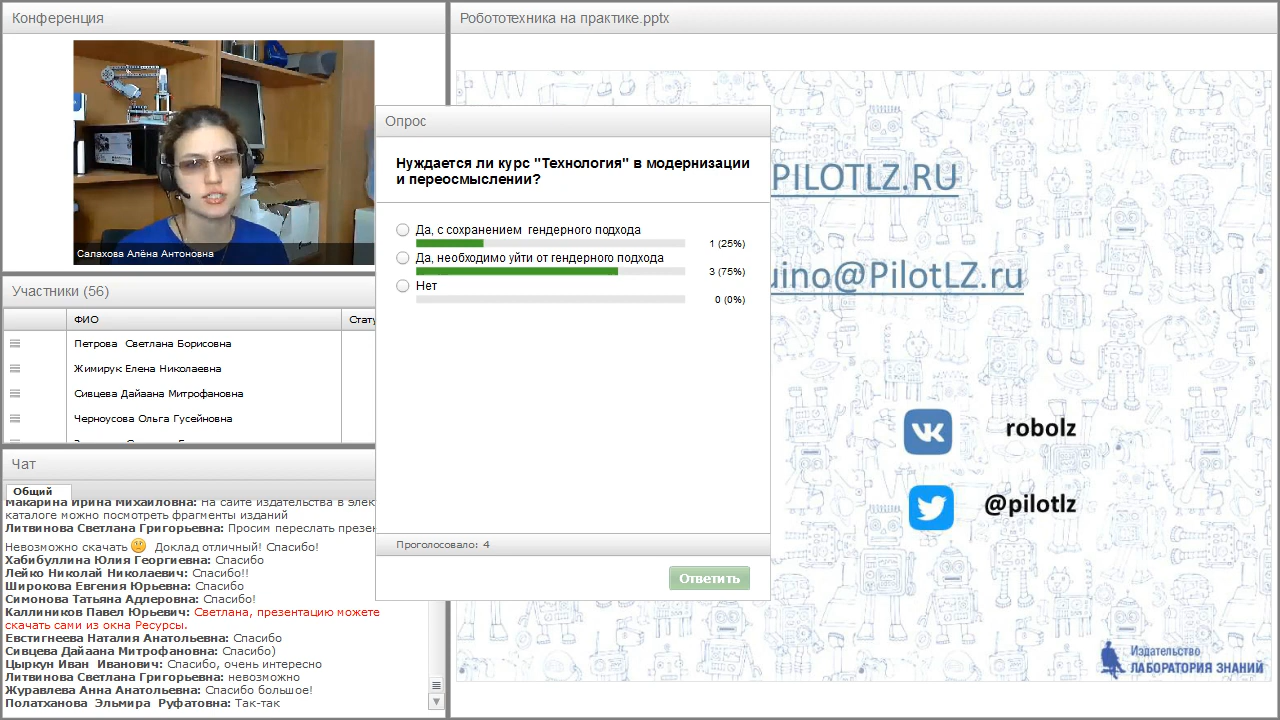 Конференция
Салахова Алёна Антоновна
Участники (56)
ФИО
Петрова Светлана Борисовна
Жимирук Елена Николаевна
Сивцева Дайаана Митрофановна
Черноусова Ольга Гусейновна
Чат
Общий
Макарина Ирина Михайловна: На сайте издательства в элек
каталоге можно посмотреть фрагменты изданий
Литвинова Светлана Григорьевна: Просим переслать презен
Невозможно скачать Доклад отличный! Спасибо!
Хабибуллина Юлия Георгиевна: Спасибо
Лейко Николай Николаевич: Спасибо!!
Широкова Евгения Юрьевна: Спасибо
Симонова Татьяна Адлеровна: Спасибо!
Каллиников Павел Юрьевич: Светлана, презентацию можете
скачать сами из окна Ресурсы.
Евстигнеева Наталия Анатольевна: Спасибо
Сивцева Дайаана Митрофановна: Спасибо)
Цыркун Иван Иванович: Спасибо, очень интересно
Литвинова Светлана Григорьевна: невозможно
Журавлева Анна Анатольевна: Спасибо большое!
Полатханова Эльмира Руфатовна: Так-так
Опрос
Нуждается ли курс "Технология" в модернизации
и переосмыслении?
Да, с сохранением гендерного подхода
1 (25%)
Да, необходимо уйти от гендерного подхода
3 (75%)
Нет
0 (0%)
Проголосовало: 4
Ответить
Робототехника на практике.pptx
PILOTLZ.RU
uino@PilotLZ.ru
robolz
@pilotlz
Издательство
ЛАБОРАТОРИЯ ЗНАНИЙ